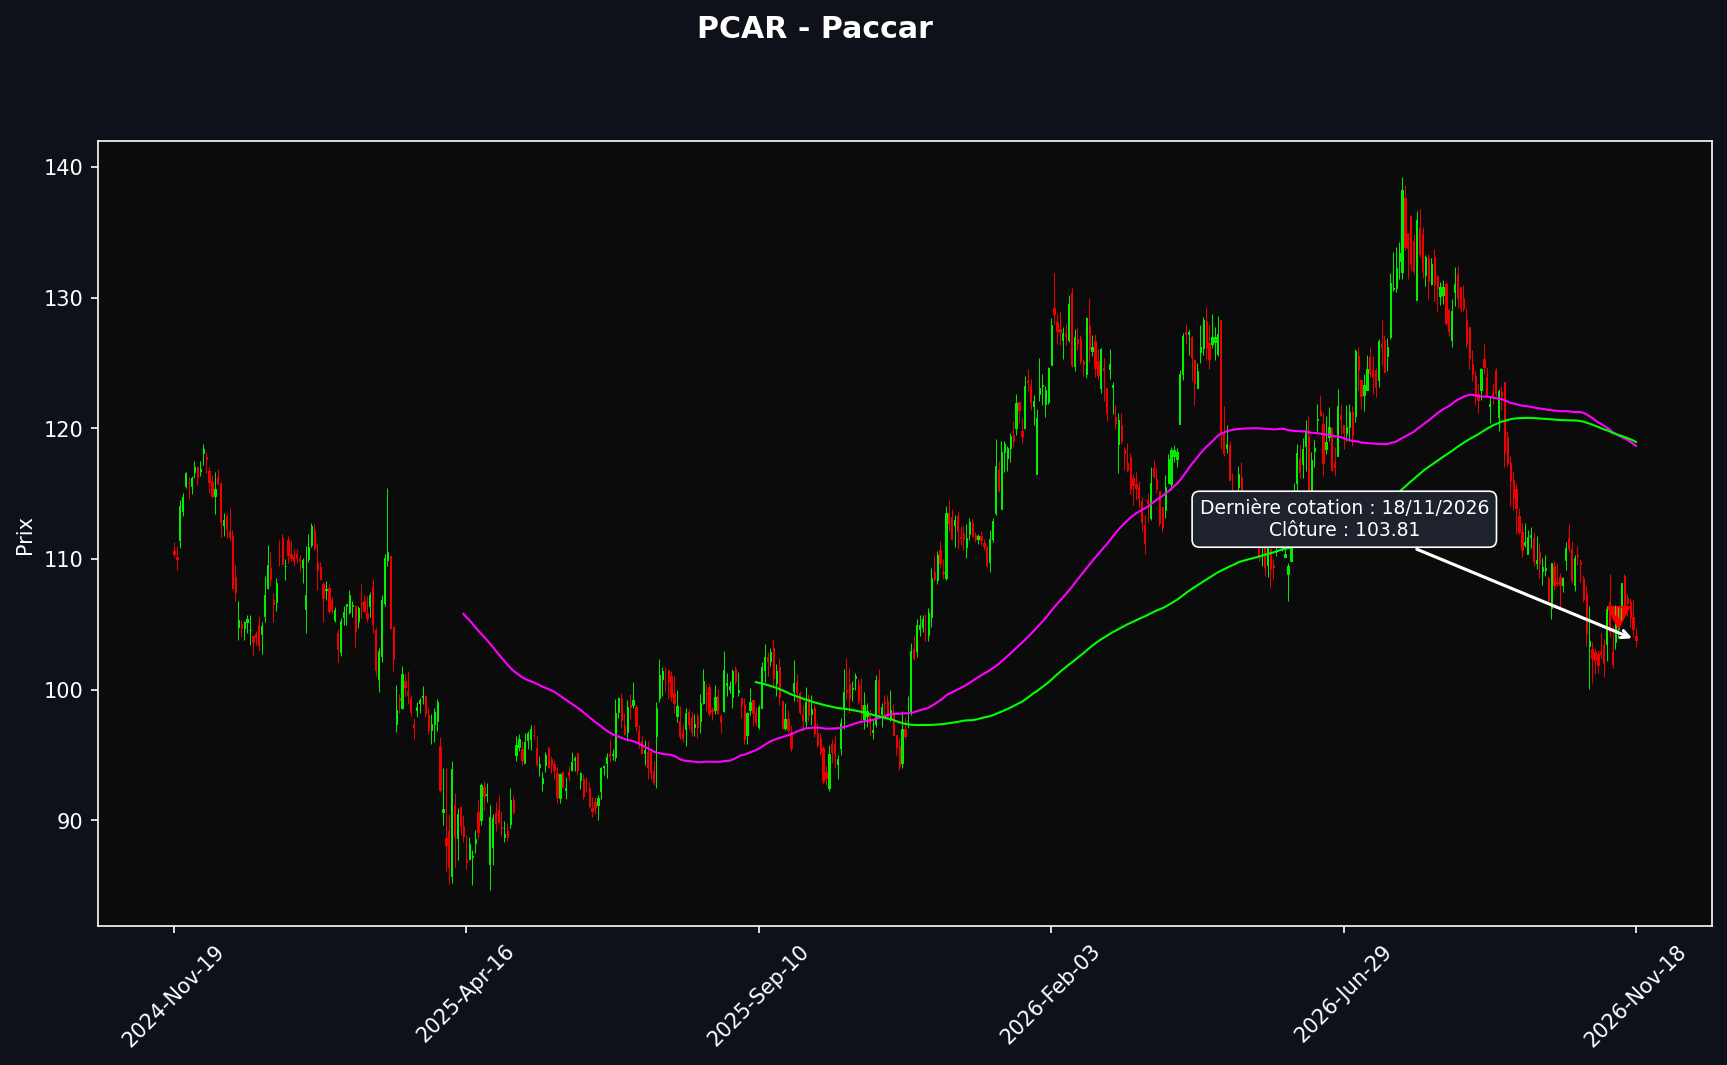 PCAR - Paccar
Prix
140
130
120
110
100
90
Dernière cotation : 18/11/2026
Clôture : 103.81
2024-Nov-19
2025-Apr-16
2025-Sep-10
2026-Feb-03
2026-Jun-29
2026-Nov-18